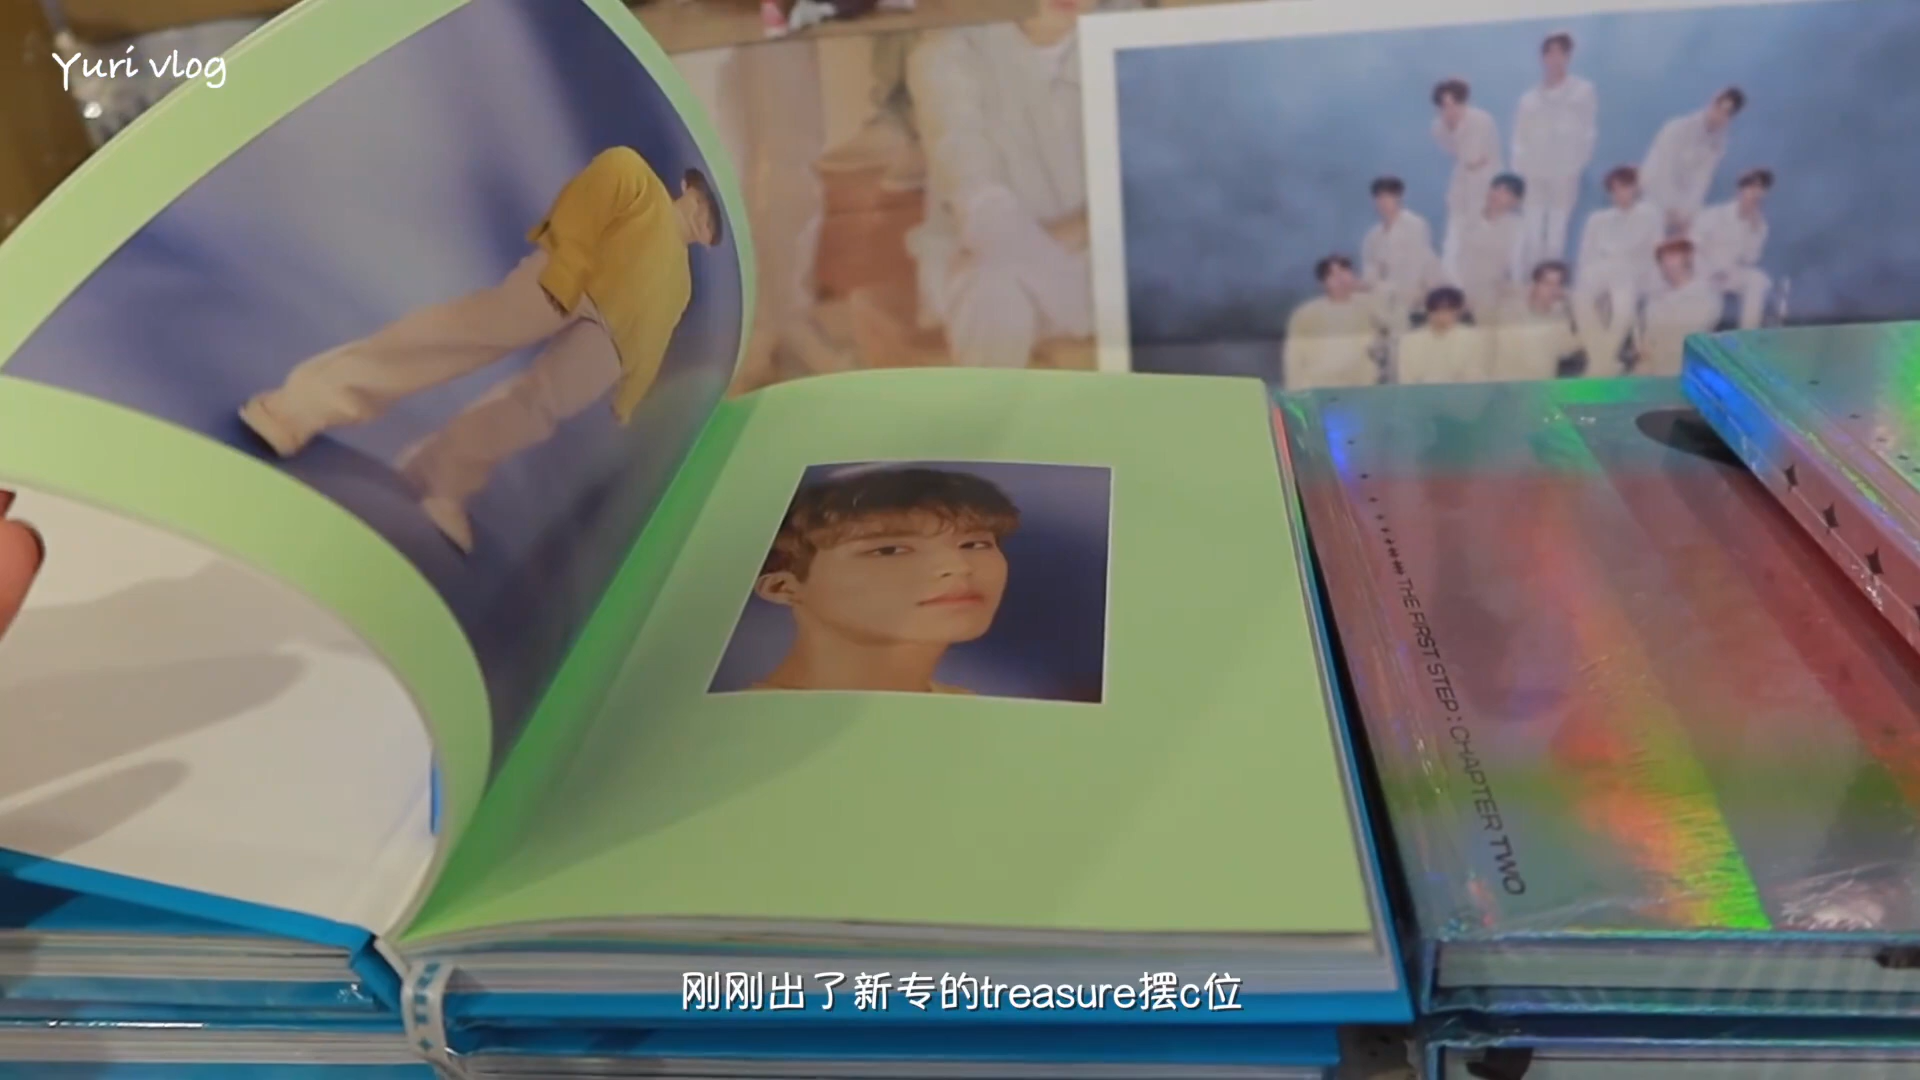 Yuri vlog
THE FIRST STEP : CHAPTER TWO
刚刚出了新专的treasure摆c位